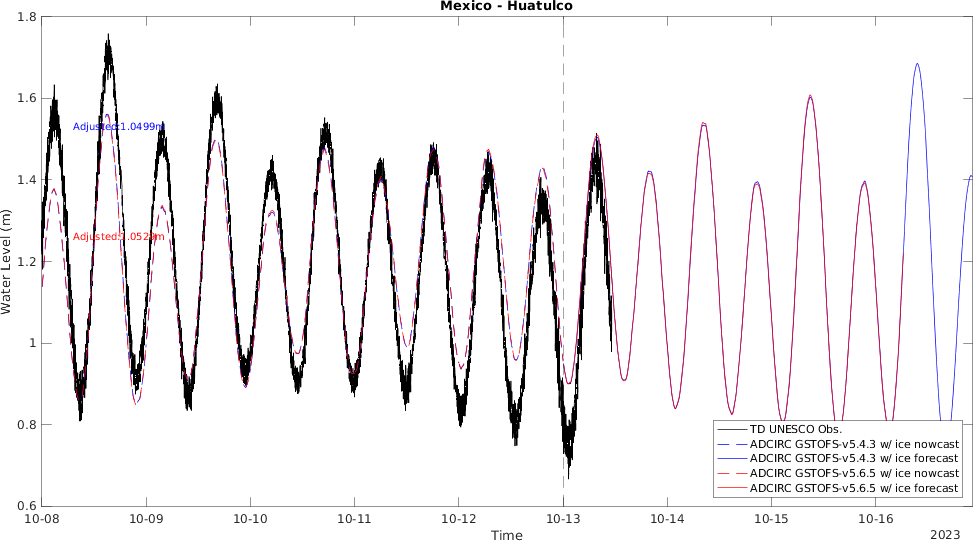 Mexico - Huatulco
Water Level (m)
1.8
1.6
1.4
1.2
1
0.8
0.6
Adjusted:1.0499m
Adjusted:1.0528m
TD UNESCO Obs.
ADCIRC GSTOFS-v5.4.3 w/ ice nowcast
ADCIRC GSTOFS-v5.4.3 w/ ice forecast
ADCIRC GSTOFS-v5.6.5 w/ ice nowcast
ADCIRC GSTOFS-v5.6.5 w/ ice forecast
10-08 10-09 10-10 10-11 10-12 10-13 10-14 10-15 10-16
Time
2023